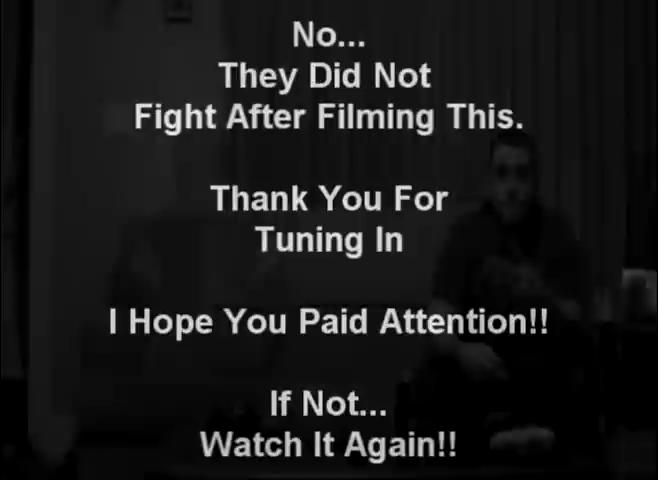 No...
They Did Not
Fight After Filming This.
Thank You For
Tuning In
I Hope You Paid Attention!!
If Not...
Watch It Again!!